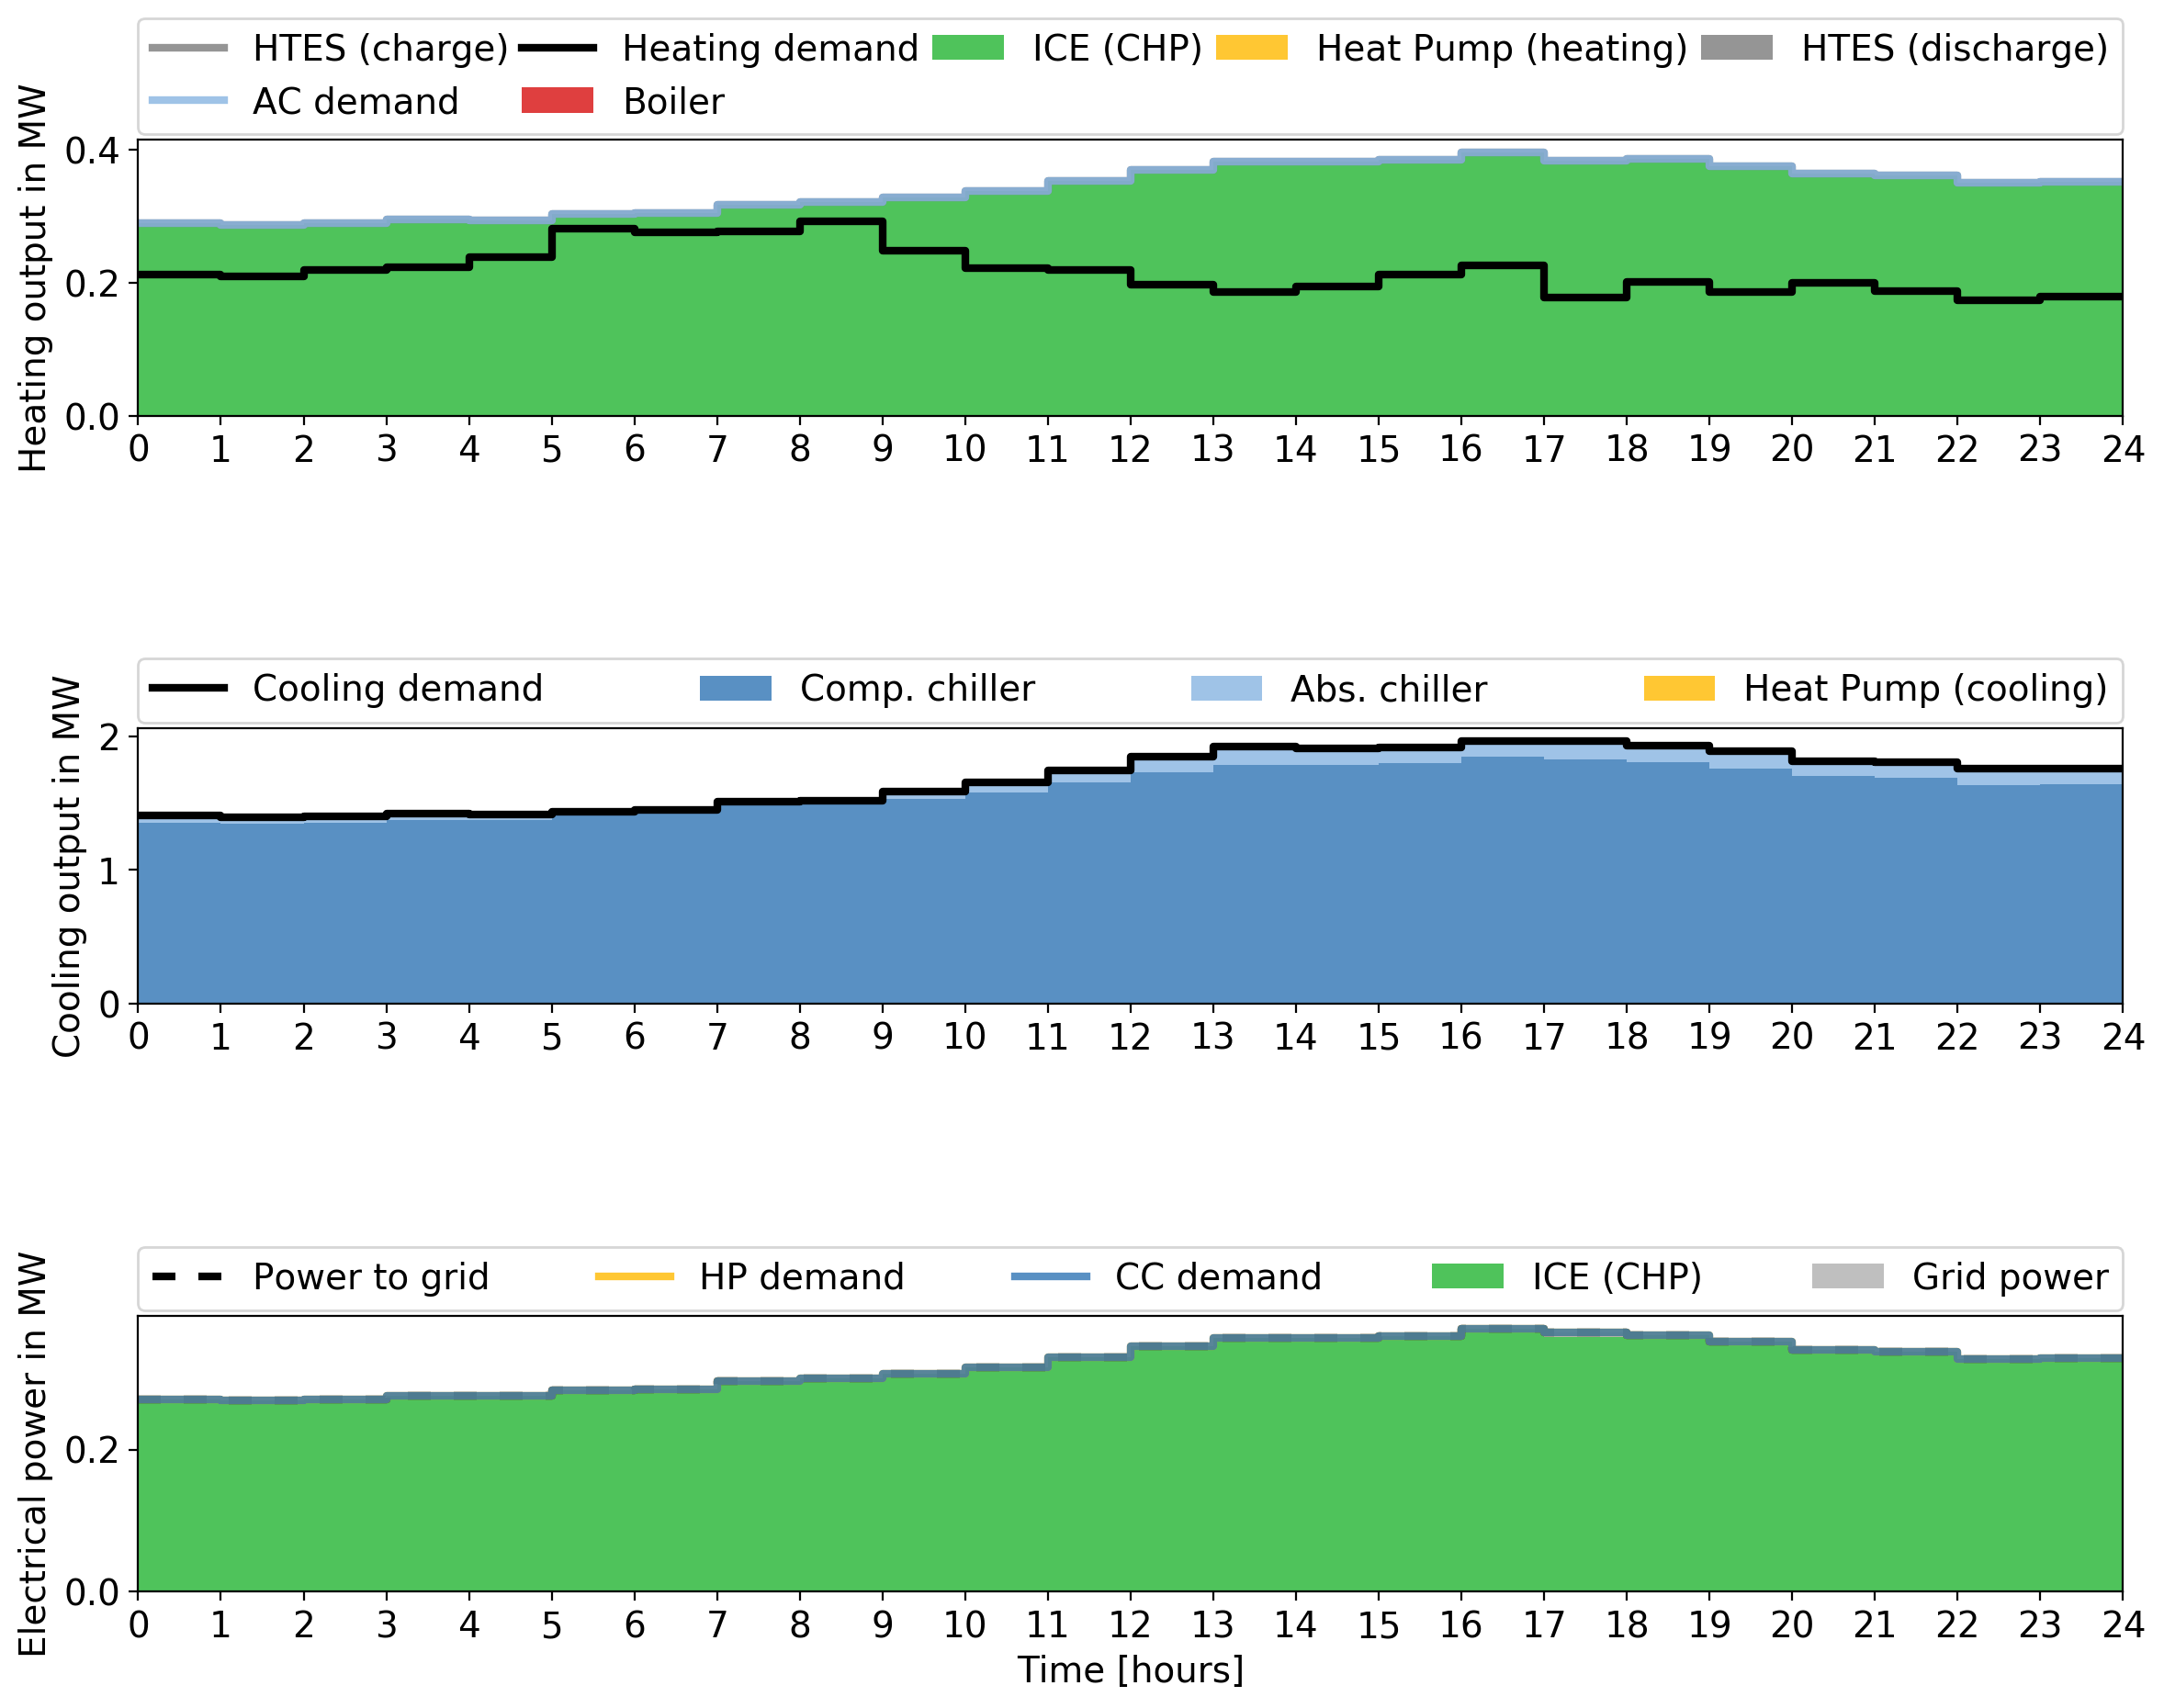 HTES (charge) Heating demand ICE (CHP) Heat Pump (heating) HTES (discharge)
AC demand Boiler
Heating output in MW
0.4
0.2
0.0
0 1 2 3 4 5 6 7 8 9 10 11 12 13 14 15 16 17 18 19 20 21 22 23 24
Cooling demand Comp. chiller Abs. chiller Heat Pump (cooling)
Cooling output in MW
2
1
0
0 1 2 3 4 5 6 7 8 9 10 11 12 13 14 15 16 17 18 19 20 21 22 23 24
Power to grid HP demand CC demand ICE (CHP) Grid power
Electrical power in MW
0.2
0.0
0 1 2 3 4 5 6 7 8 9 10 11 12 13 14 15 16 17 18 19 20 21 22 23 24
Time [hours]